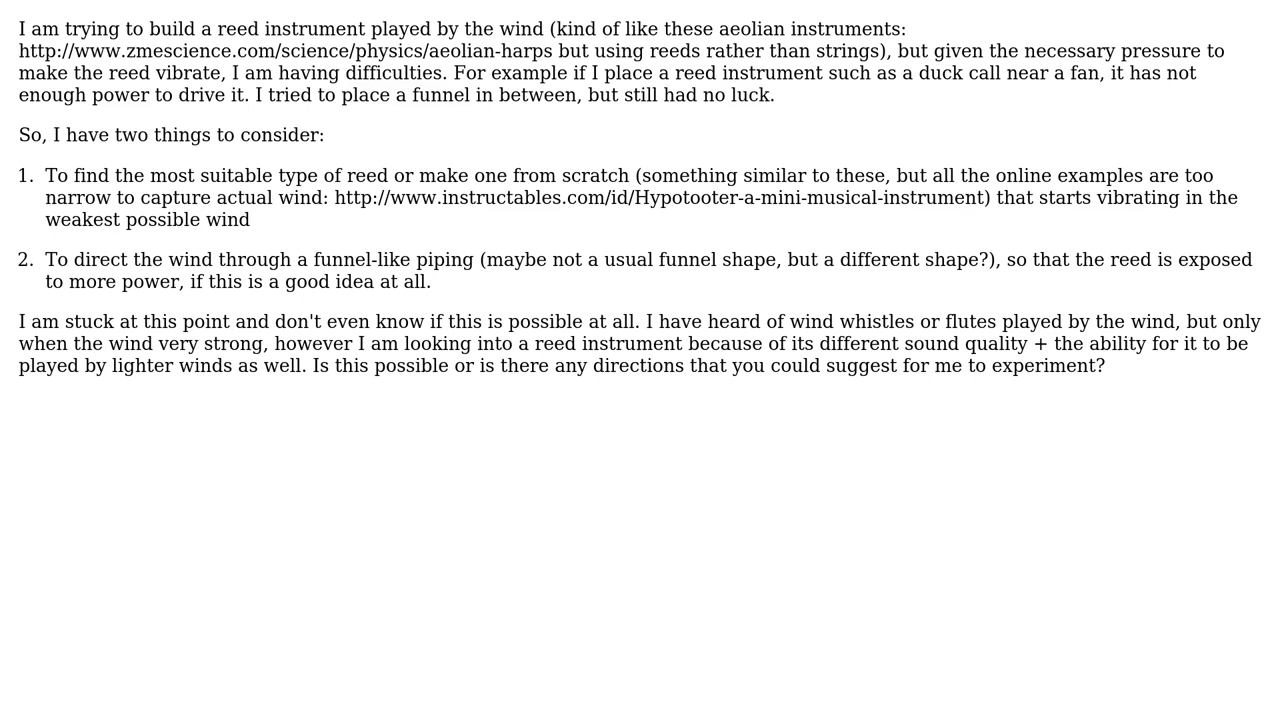 I am trying to build a reed instrument played by the wind (kind of like these aeolian instruments:
http://www.zmescience.com/science/physics/aeolian-harps but using reeds rather than strings), but given the necessary pressure to
make the reed vibrate, I am having difficulties. For example if I place a reed instrument such as a duck call near a fan, it has not
enough power to drive it. I tried to place a funnel in between, but still had no luck.
So, I have two things to consider:
1. To find the most suitable type of reed or make one from scratch (something similar to these, but all the online examples are too
narrow to capture actual wind: http://www.instructables.com/id/Hypotooter-a-mini-musical-instrument) that starts vibrating in the
weakest possible wind
2. To direct the wind through a funnel-like piping (maybe not a usual funnel shape, but a different shape?), so that the reed is exposed
to more power, if this is a good idea at all.
I am stuck at this point and don't even know if this is possible at all. I have heard of wind whistles or flutes played by the wind, but only
when the wind very strong, however I am looking into a reed instrument because of its different sound quality + the ability for it to be
played by lighter winds as well. Is this possible or is there any directions that you could suggest for me to experiment?